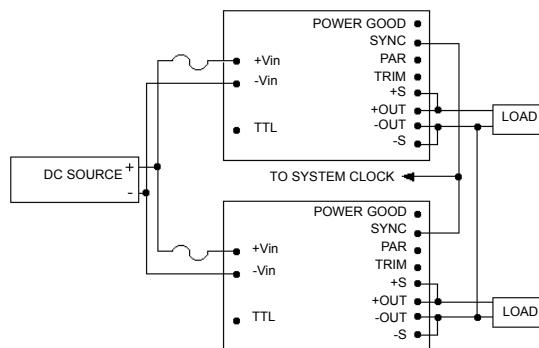 POWER GOOD
SYNC
+Vin
PAR
-Vin
TRIM
+S
+OUT
LOAD
TTL
-OUT
-S
DC SOURCE
+
-
TO SYSTEM CLOCK
POWER GOOD
SYNC
+Vin
PAR
-Vin
TRIM
+S
+OUT
LOAD
TTL
-OUT
-S